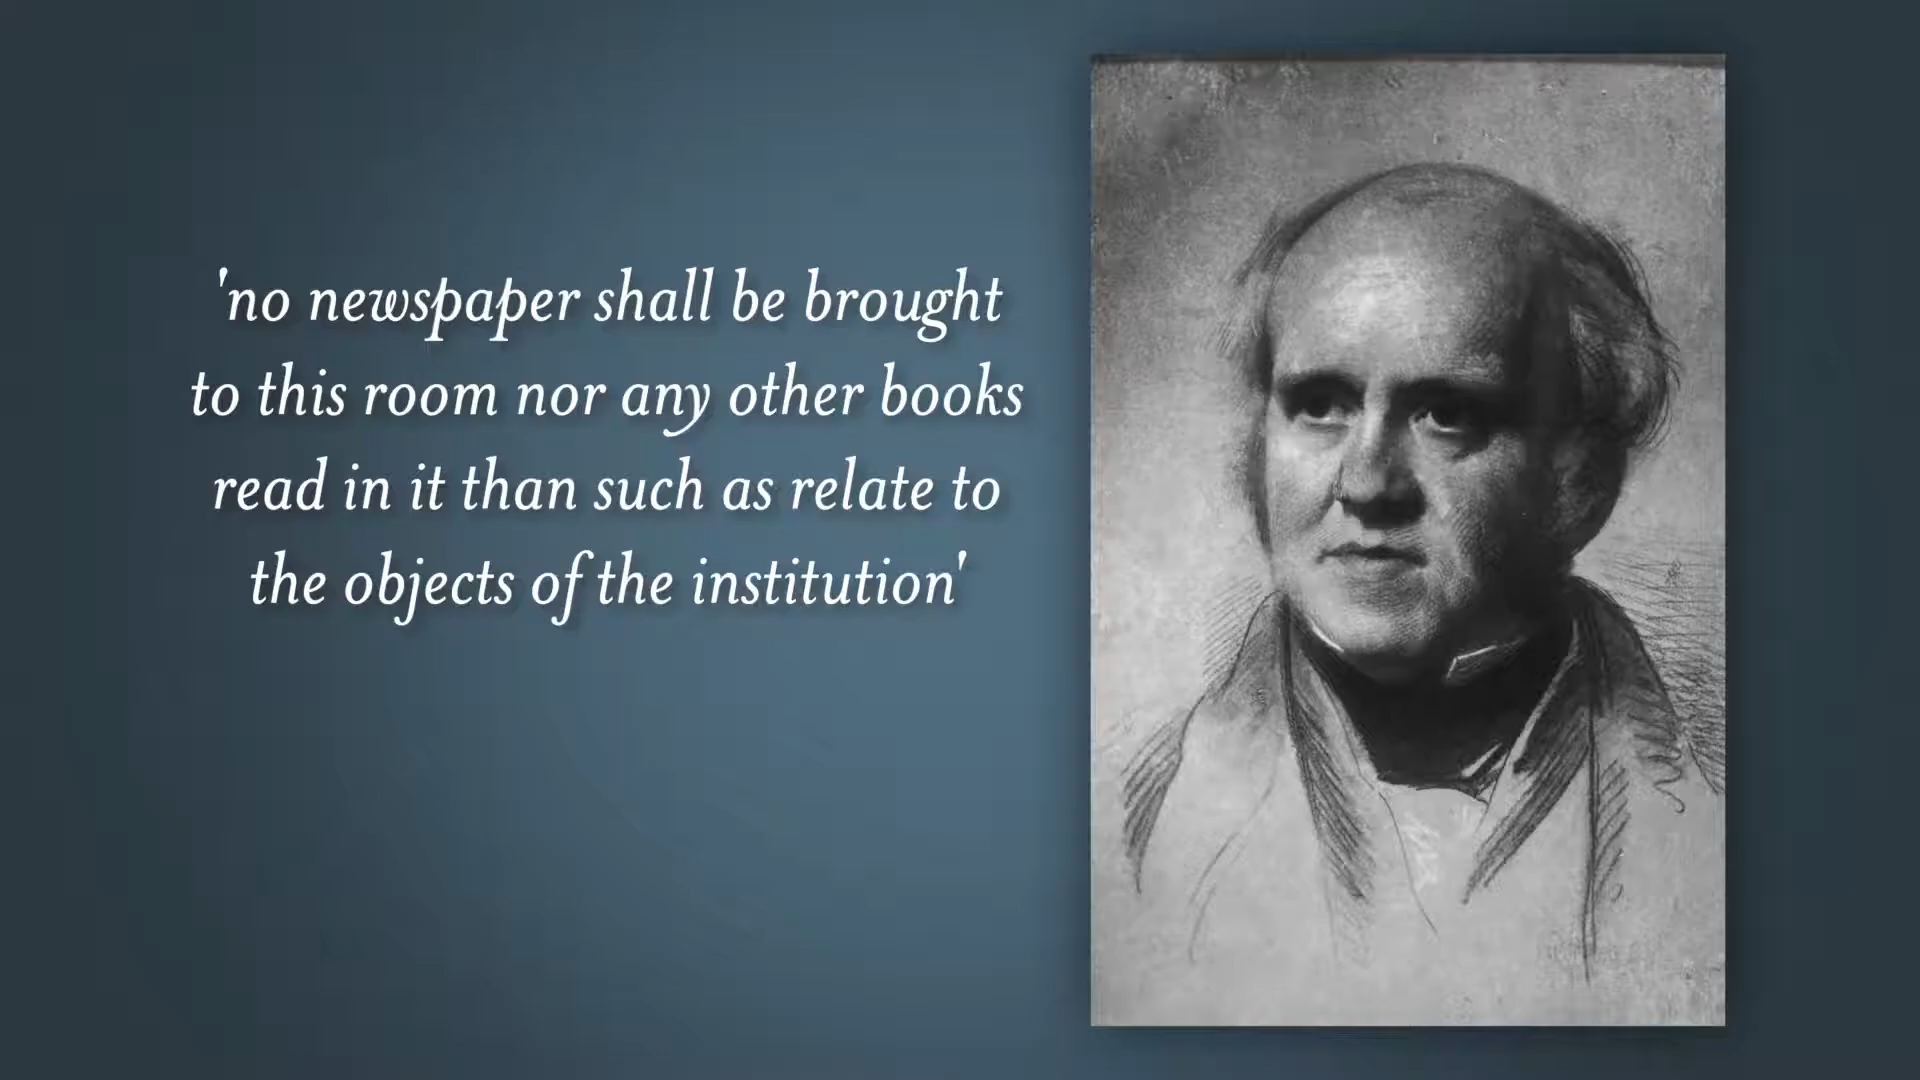 'no newspaper shall be brought
to this room nor any other books
read in it than such as relate to
the objects of the institution'